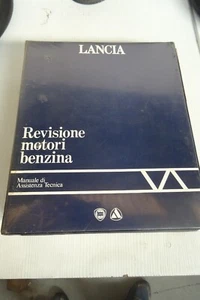 LANCIA
Revisione
motori
benzina
Manuale di
Assistenza Tecnica